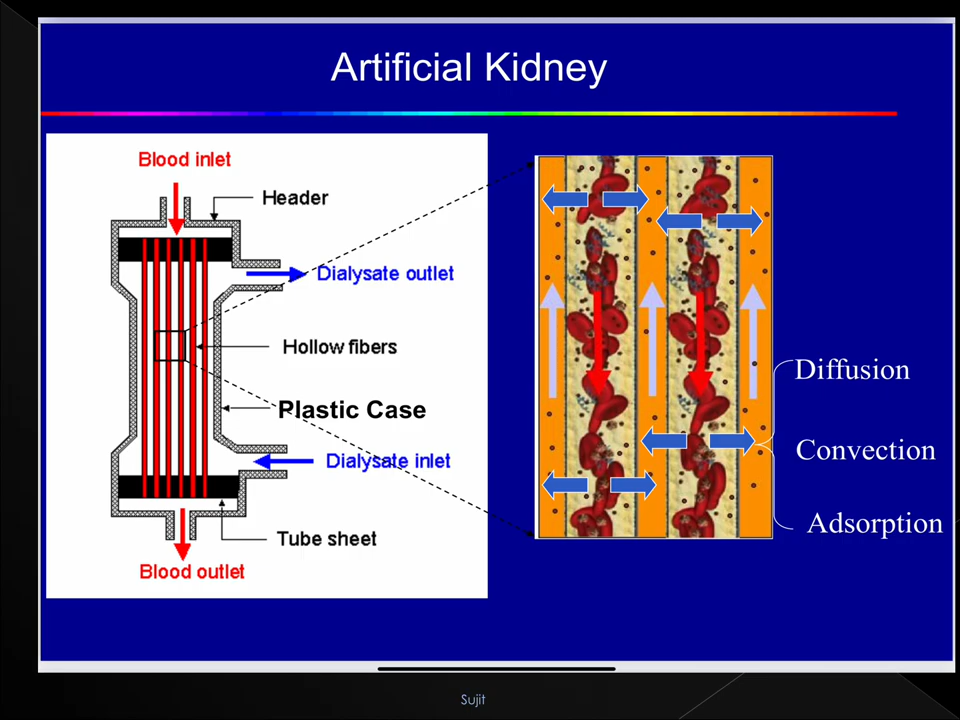 Artificial Kidney
Blood inlet
Header
Dialysate outlet
Hollow fibers
Plastic Case
Dialysate inlet
Tube sheet
Blood outlet
Diffusion
Convection
Adsorption
Sujit